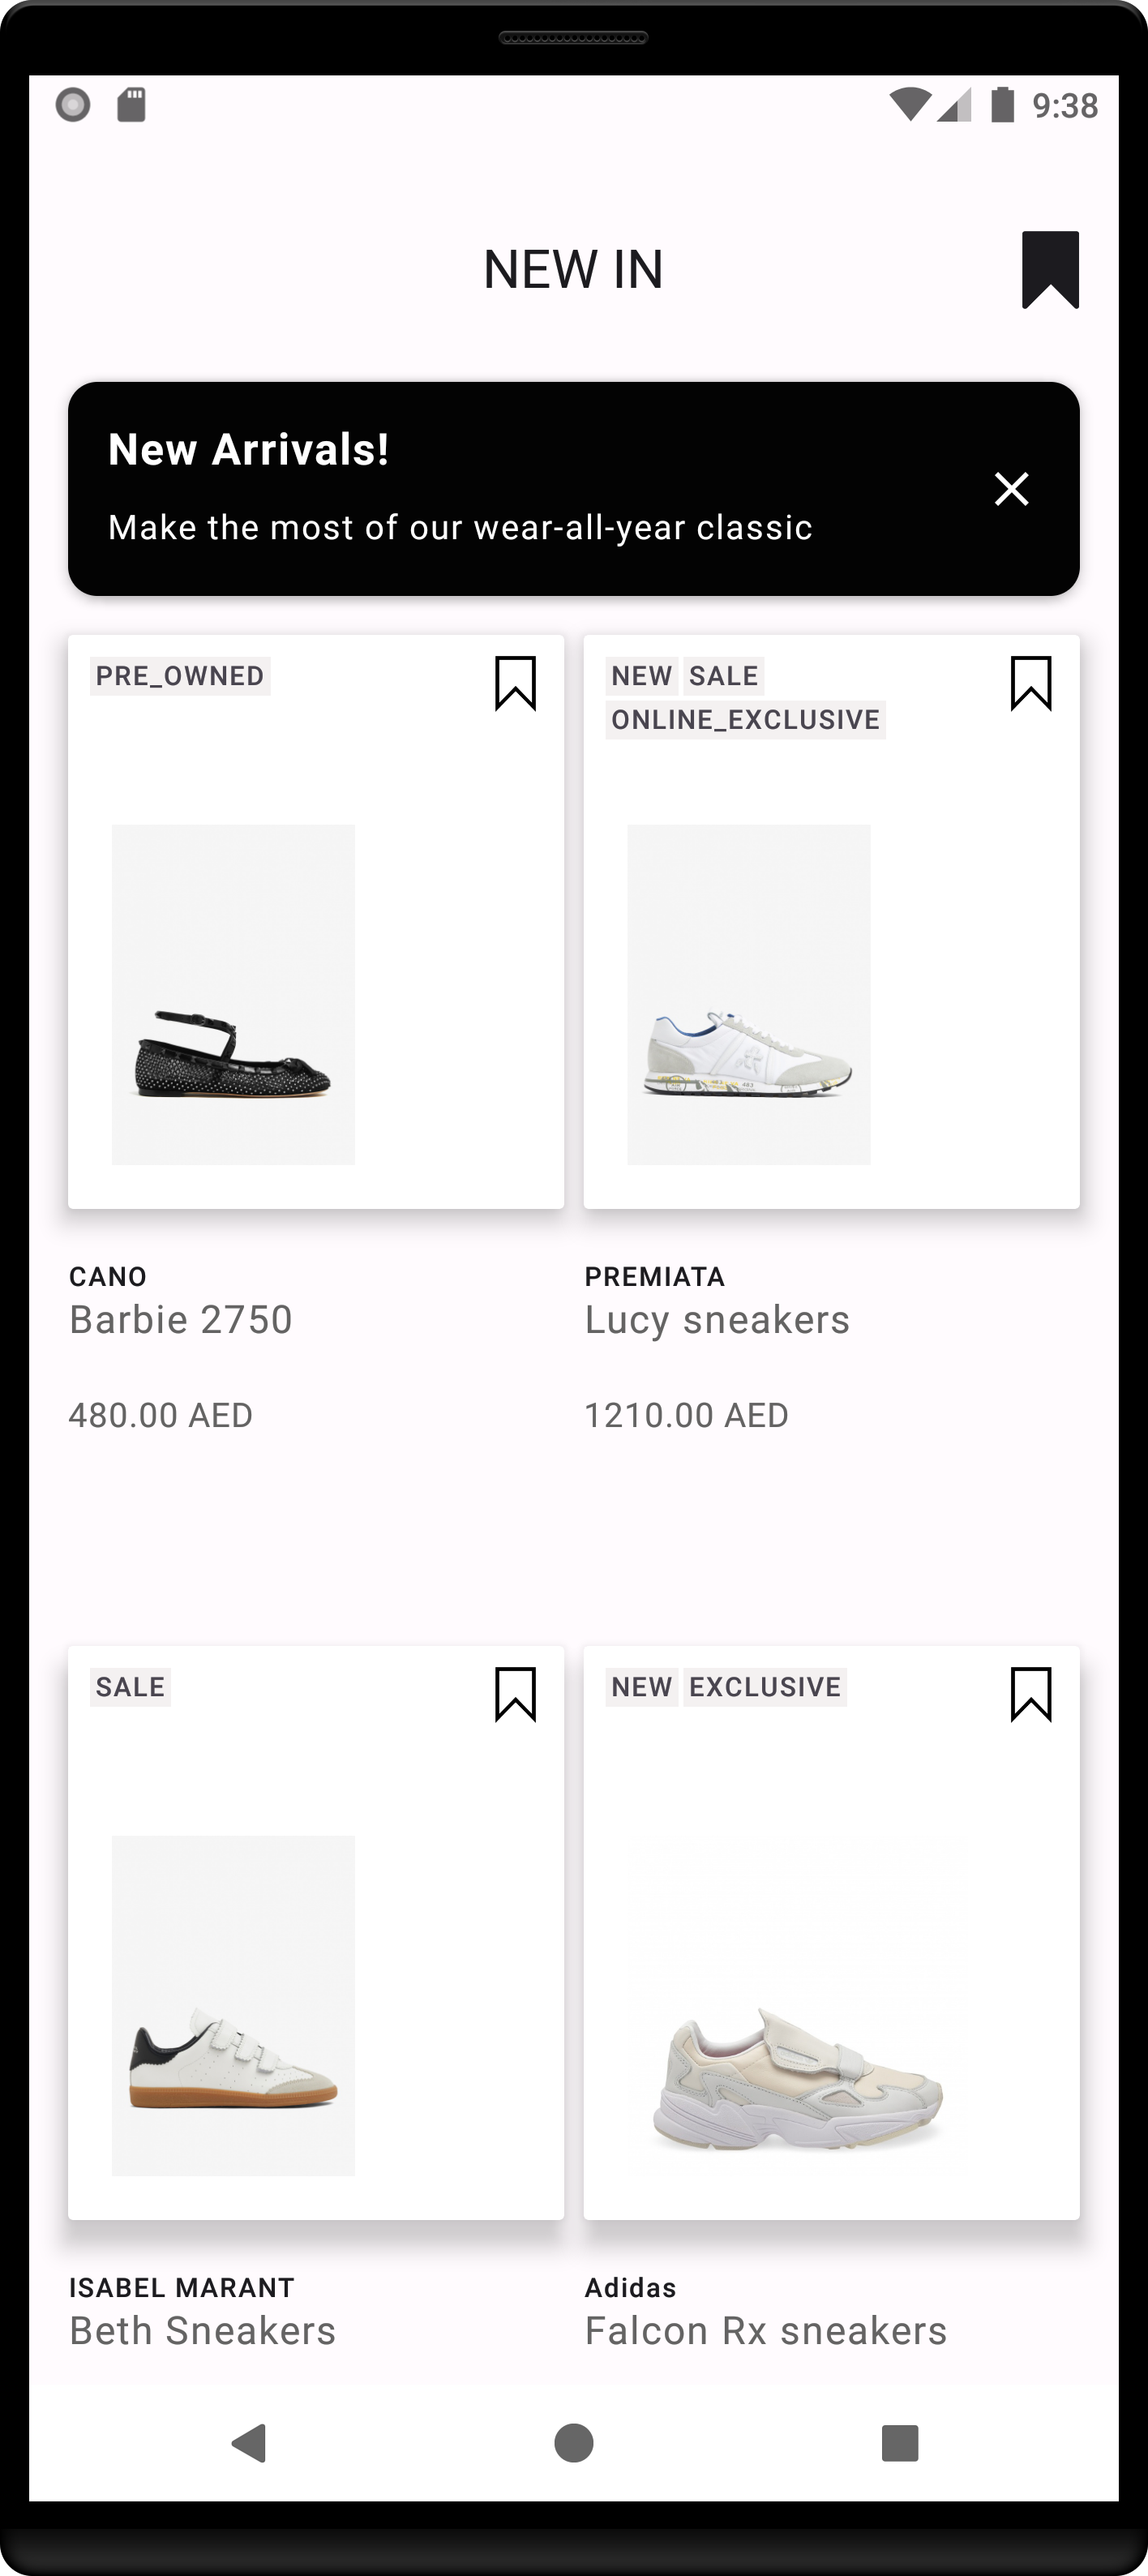 9:38
NEW IN
New Arrivals!
Make the most of our wear-all-year classic
PRE_OWNED
NEW SALE
ONLINE_EXCLUSIVE
CANO
Barbie 2750
480.00 AED
PREMIATA
Lucy sneakers
1210.00 AED
SALE
NEW EXCLUSIVE
ISABEL MARANT
Beth Sneakers
Adidas
Falcon Rx sneakers